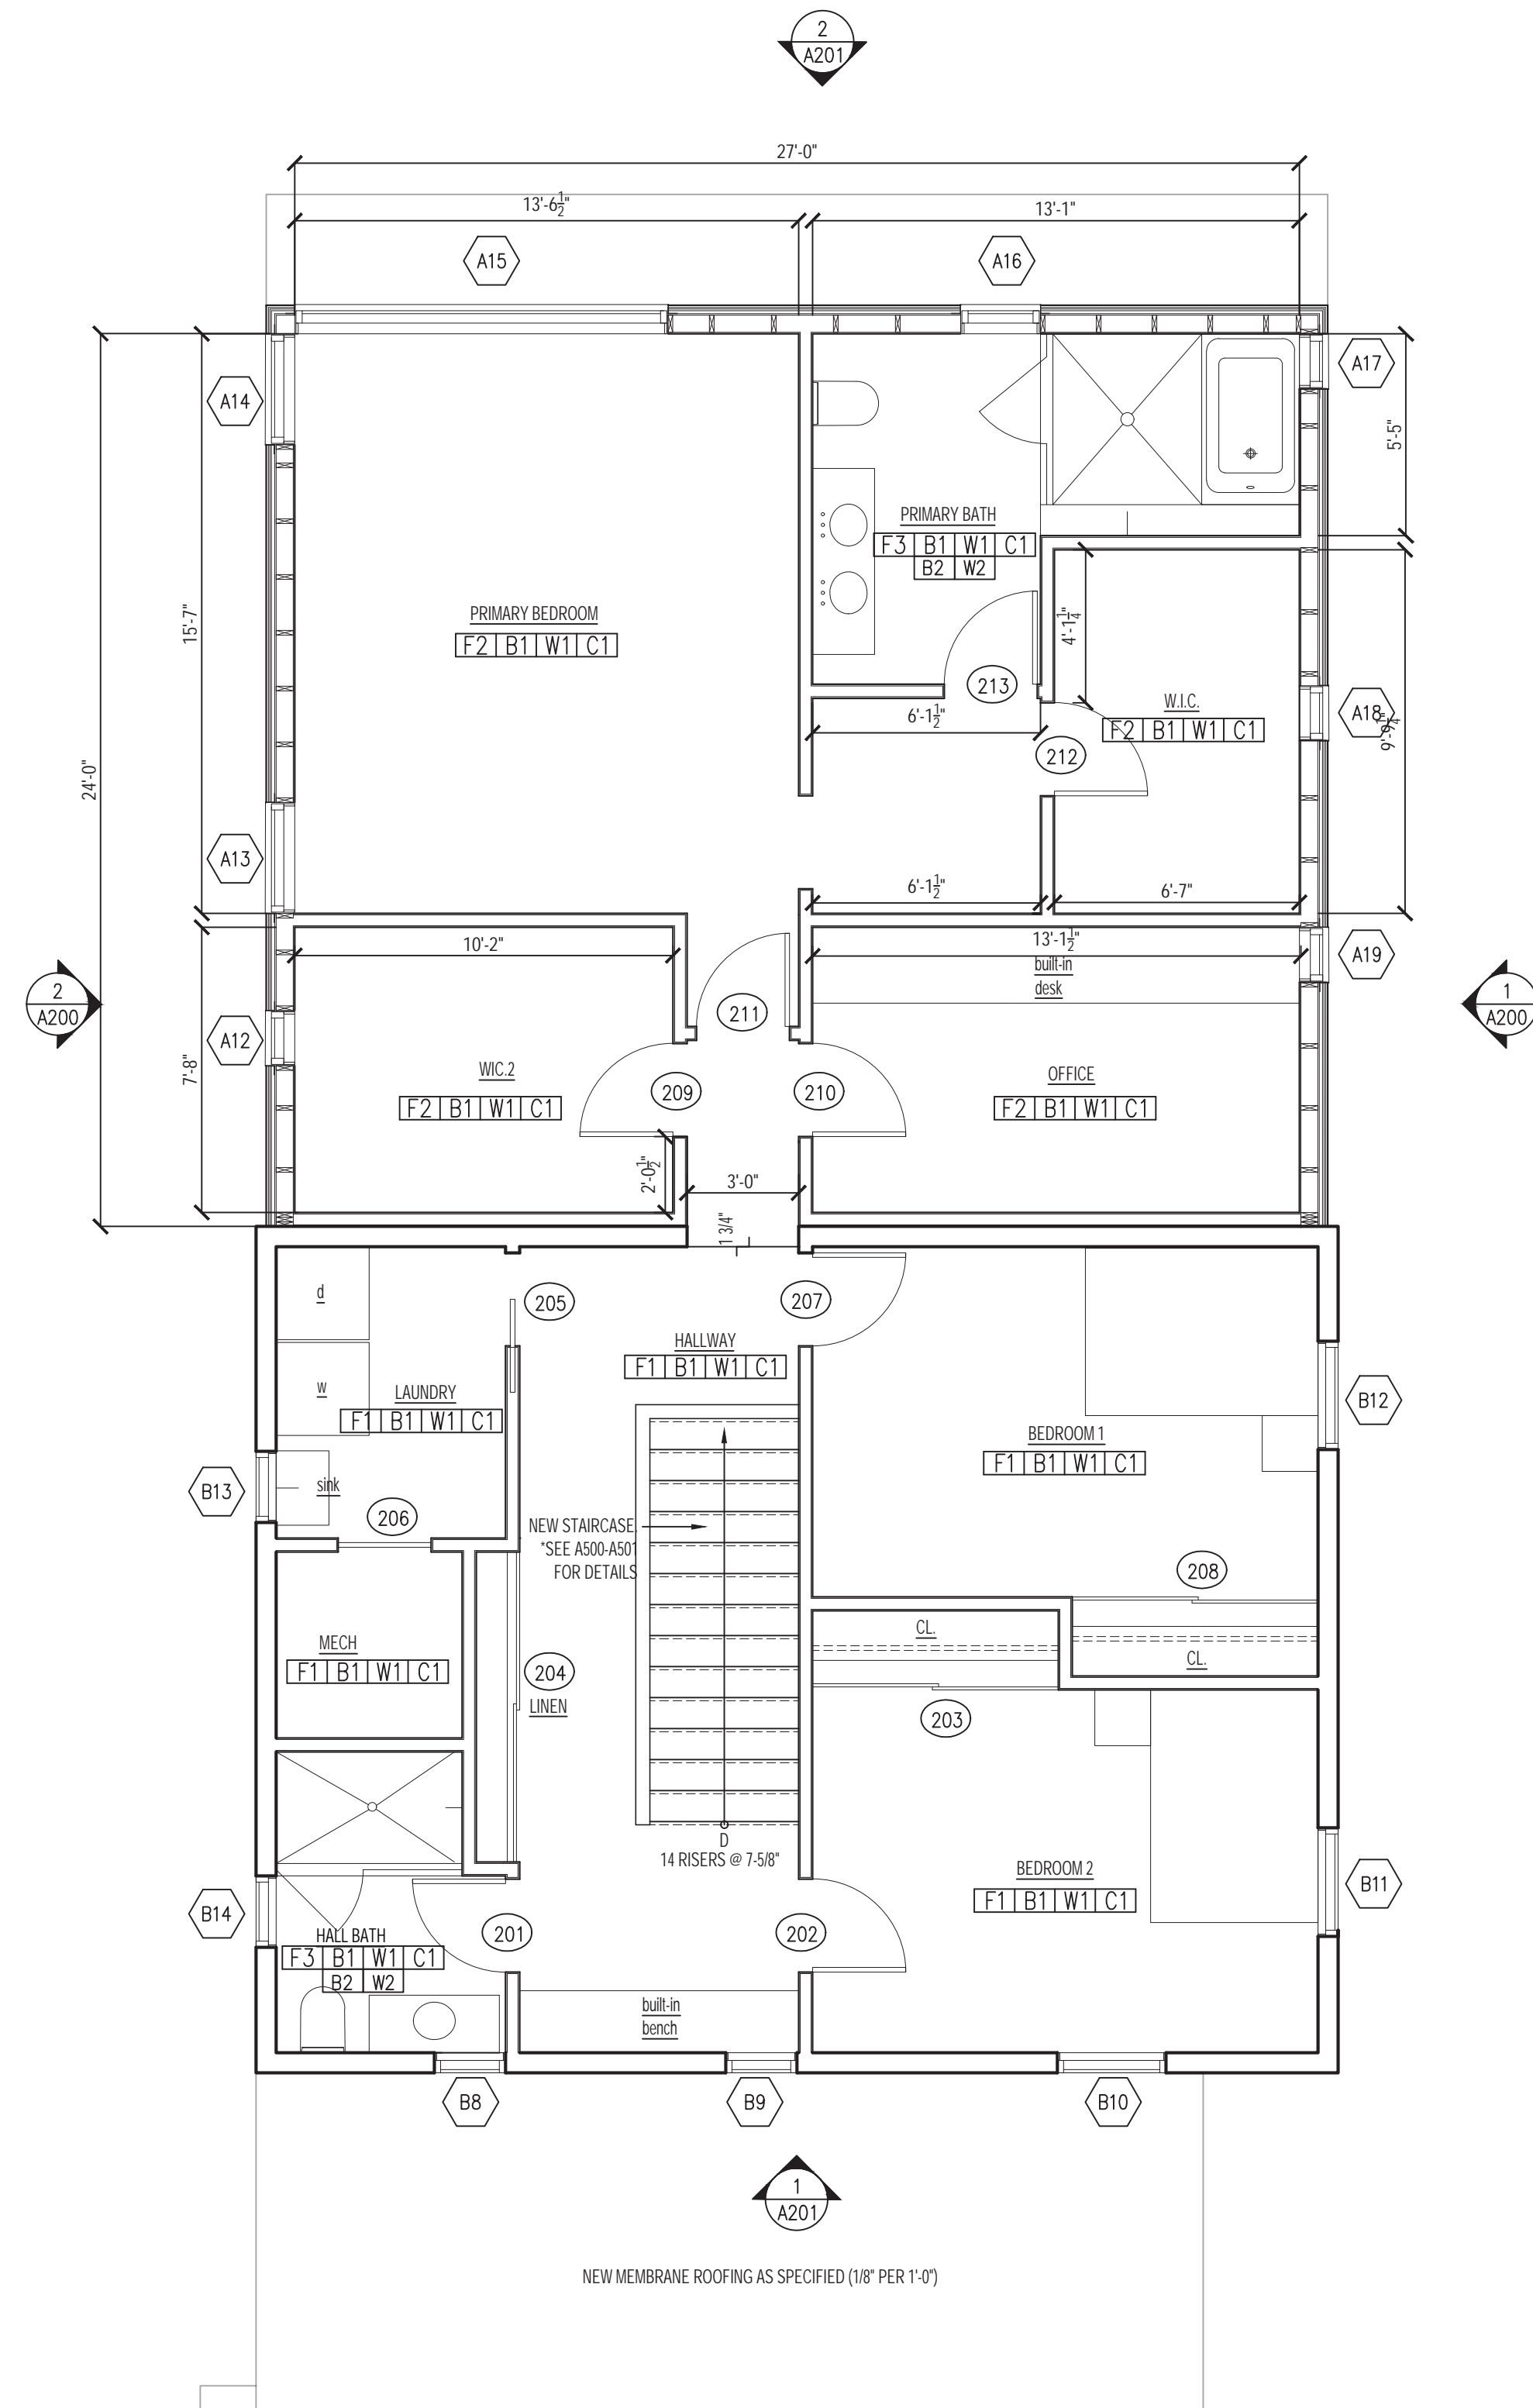 2
A201
27'-0"
13'-6 1/2"
13'-1"
A15
A16
A17
A14
5'-5"
PRIMARY BATH
F3 B1 W1 C1
B2 W2
PRIMARY BEDROOM
F2 B1 W1 C1
15'-7"
4'-1 1/4"
213
W.I.C.
F2 B1 W1 C1
A18
9'-9 1/4"
6'-1 1/2"
212
24'-0"
A13
6'-1 1/2"
6'-7"
10'-2"
13'-1 1/2"
built-in
desk
A19
2
A200
1
A200
211
A12
7'-8"
WIC.2
F2 B1 W1 C1
209
210
OFFICE
F2 B1 W1 C1
2'-0 1/2"
3'-0"
1 3/4"
d
205
207
HALLWAY
F1 B1 W1 C1
w
LAUNDRY
F1 B1 W1 C1
B12
BEDROOM 1
F1 B1 W1 C1
B13
sink
206
NEW STAIRCASE.
*SEE A500-A501
FOR DETAILS
208
CL.
CL.
MECH
F1 B1 W1 C1
204
LINEN
203
D
14 RISERS @ 7-5/8"
BEDROOM 2
F1 B1 W1 C1
B11
B14
HALL BATH
F3 B1 W1 C1
B2 W2
201
202
built-in
bench
B8
B9
B10
1
A201
NEW MEMBRANE ROOFING AS SPECIFIED (1/8" PER 1'-0")